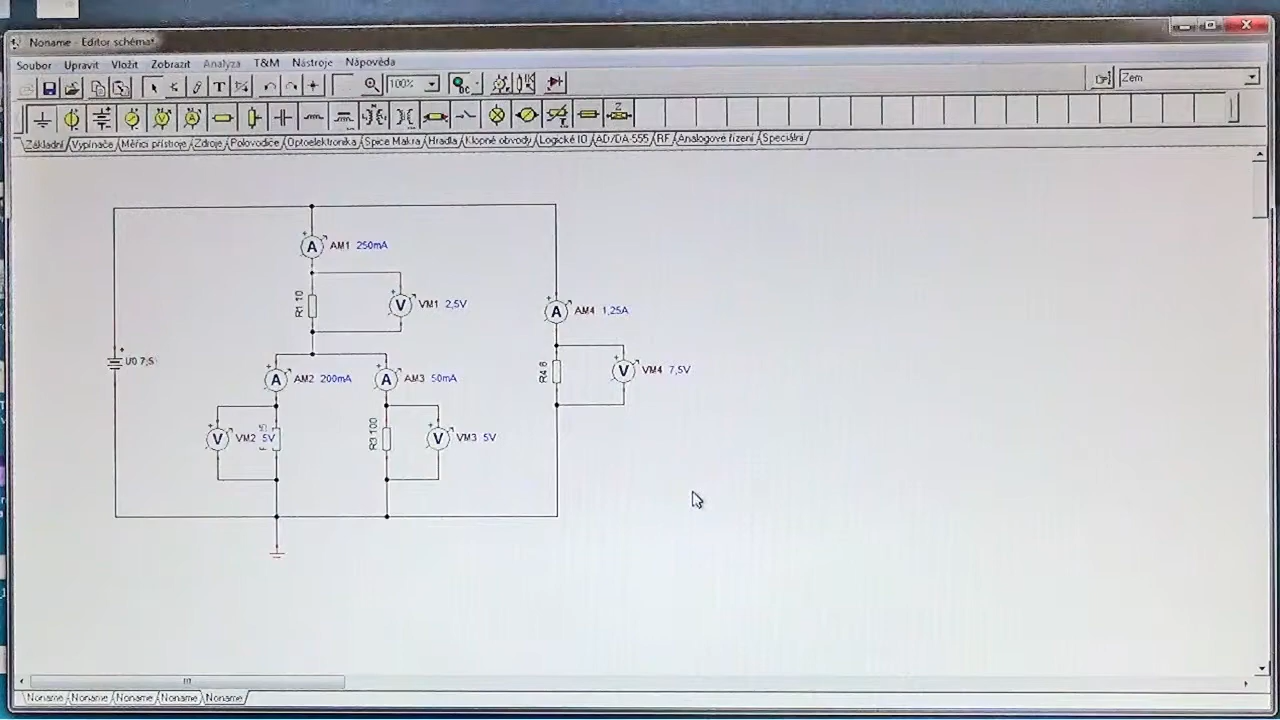 Noname - Editor schémat
Soubor Upravit Vložit Zobrazit Analýza T&M Nástroje Nápověda
T 100% DC Zem
Z
Základní Vypínače Měřicí přístroje Zdroje Polovodiče Optoelektronika Spice Makra Hradla Klopné obvody Logické IO AD/DA-555 RF Analogové řízení Speciální
A AM1 250mA
R1 10 V VM1 2,5V
A AM4 1,25A
U0 7,5
A AM2 200mA A AM3 50mA
R4 6 V VM4 7,5V
V VM2 5V R3 100 V VM3 5V
Noname Noname Noname Noname Noname